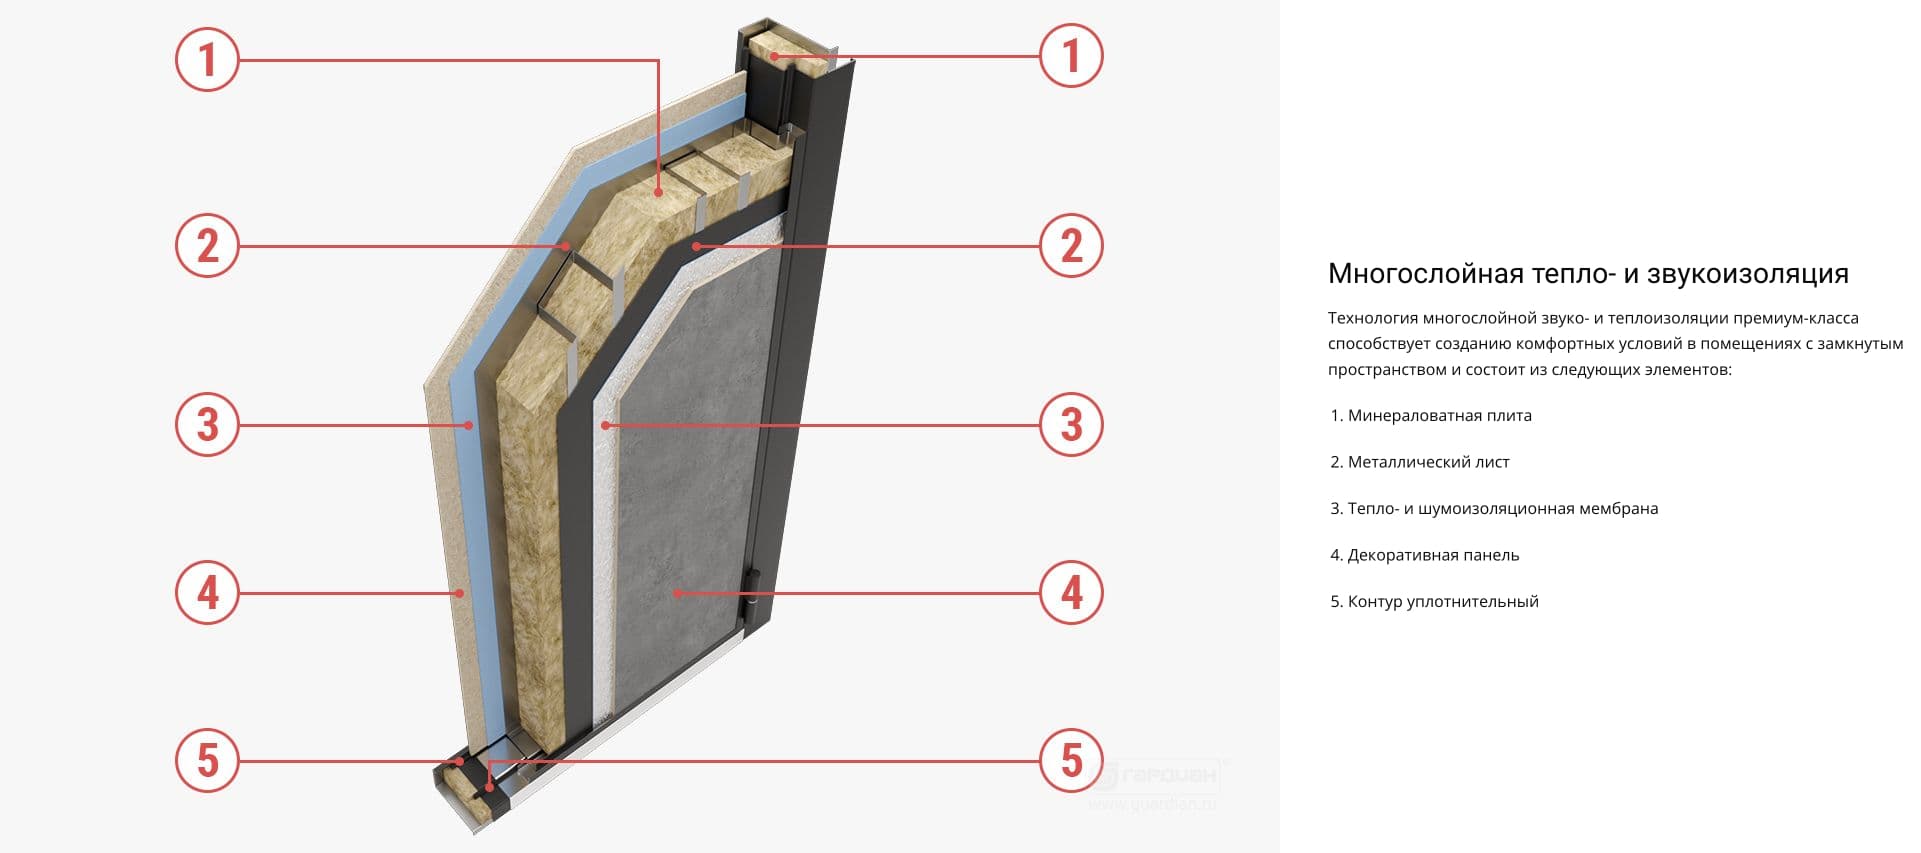 1
1
2
2
3
3
4
4
5
5
гардиан
www.guardian.ru
Многослойная тепло- и звукоизоляция
Технология многослойной звуко- и теплоизоляции премиум-класса
способствует созданию комфортных условий в помещениях с замкнутым
пространством и состоит из следующих элементов:
1. Минераловатная плита
2. Металлический лист
3. Тепло- и шумоизоляционная мембрана
4. Декоративная панель
5. Контур уплотнительный